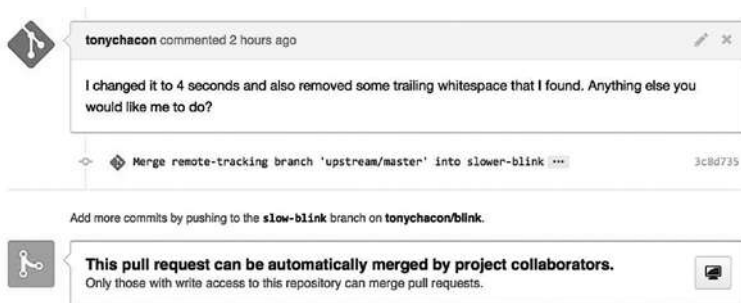 tonychacon commented 2 hours ago
I changed it to 4 seconds and also removed some trailing whitespace that I found. Anything else you
would like me to do?
Merge remote-tracking branch 'upstream/master' into slower-blink ...
3c8d735
Add more commits by pushing to the slow-blink branch on tonychacon/blink.
This pull request can be automatically merged by project collaborators.
Only those with write access to this repository can merge pull requests.